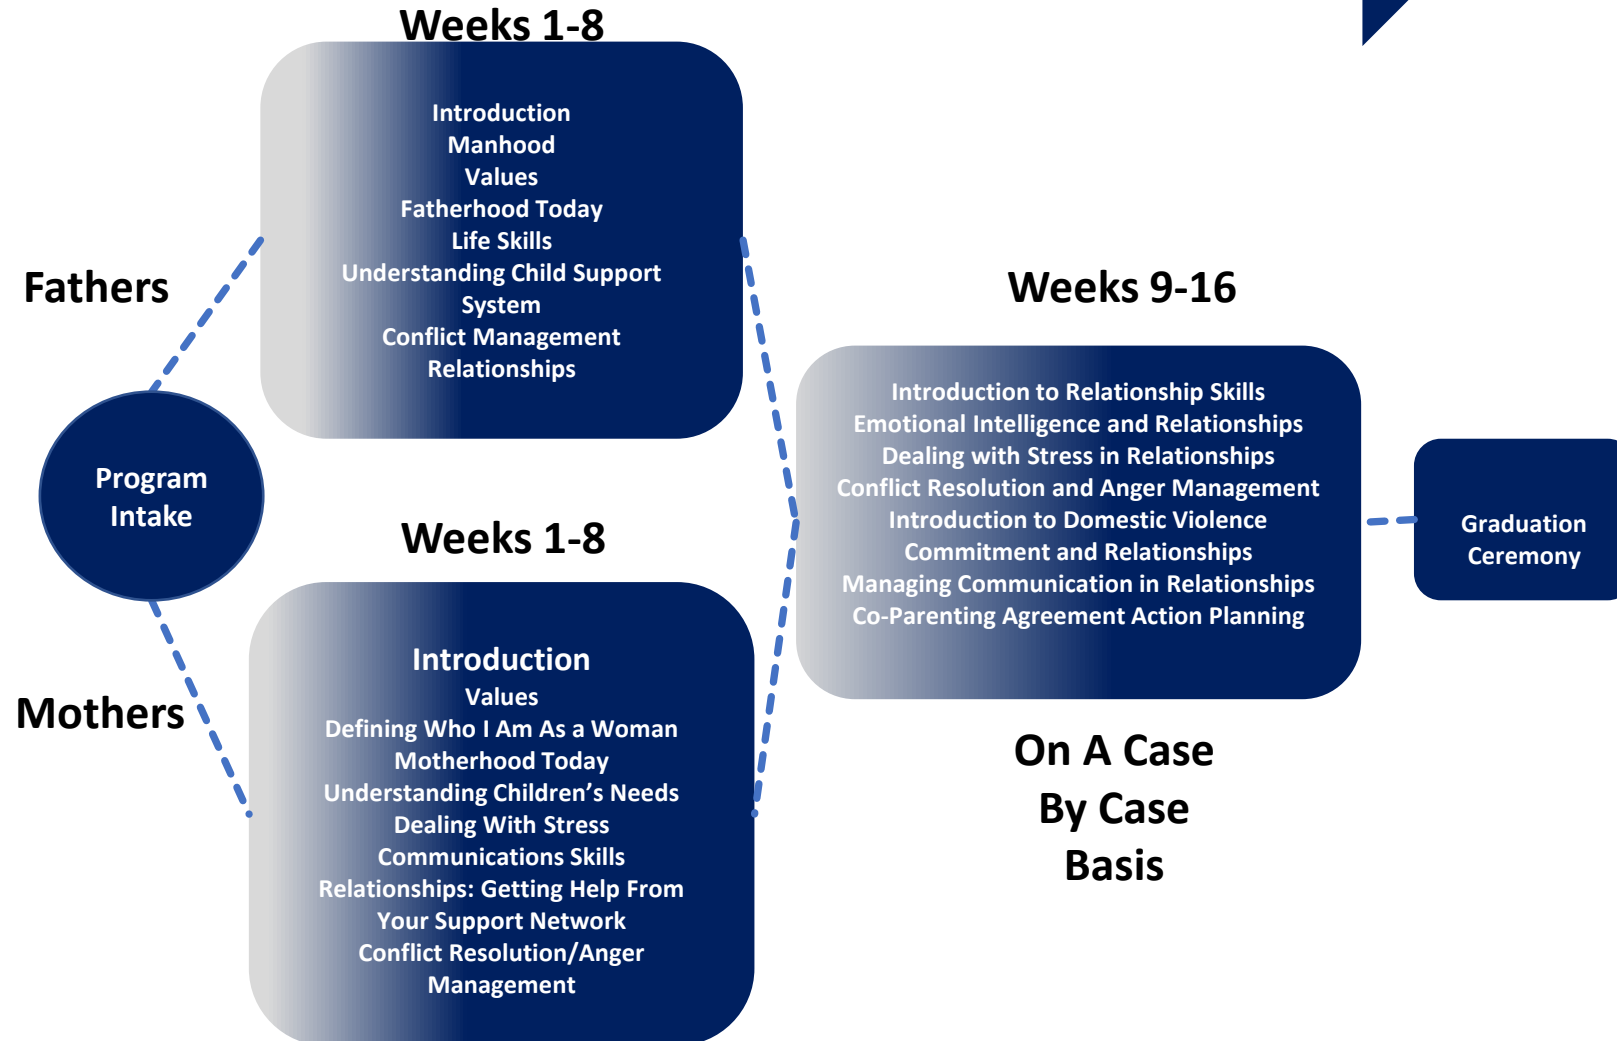 Weeks 1-8
Introduction
Manhood
Values
Fatherhood Today
Life Skills
Understanding Child Support
System
Conflict Management
Relationships
Fathers
Program
Intake
Mothers
Weeks 1-8
Introduction
Values
Defining Who I Am As a Woman
Motherhood Today
Understanding Children’s Needs
Dealing With Stress
Communications Skills
Relationships: Getting Help From
Your Support Network
Conflict Resolution/Anger
Management
Weeks 9-16
Introduction to Relationship Skills
Emotional Intelligence and Relationships
Dealing with Stress in Relationships
Conflict Resolution and Anger Management
Introduction to Domestic Violence
Commitment and Relationships
Managing Communication in Relationships
Co-Parenting Agreement Action Planning
On A Case
By Case
Basis
Graduation
Ceremony